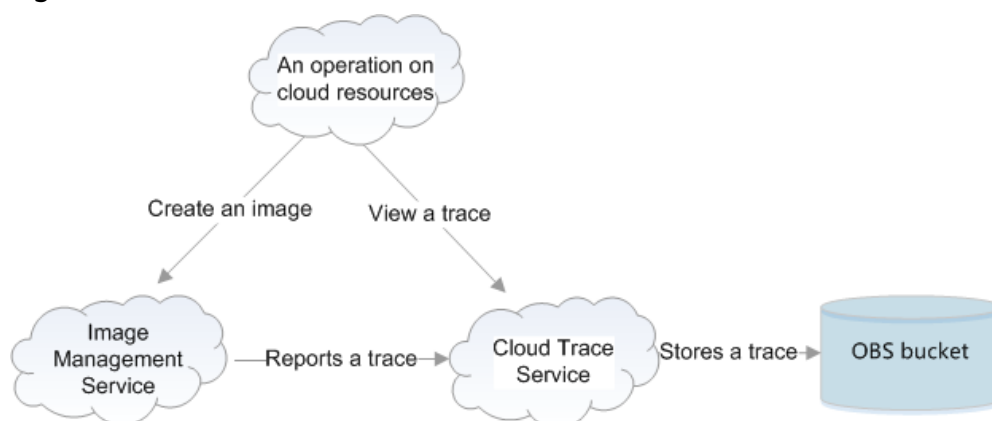 An operation on
cloud resources
Create an image
View a trace
Image
Management
Service
Reports a trace
Cloud Trace
Service
Stores a trace
OBS bucket